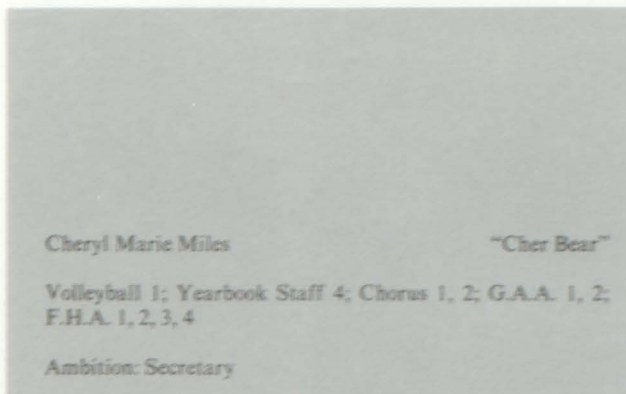 Cheryl Marie Miles "Cher Bear"
Volleyball 1; Yearbook Staff 4; Chorus 1, 2; G.A.A. 1, 2;
F.H.A. 1, 2, 3, 4
Ambition: Secretary